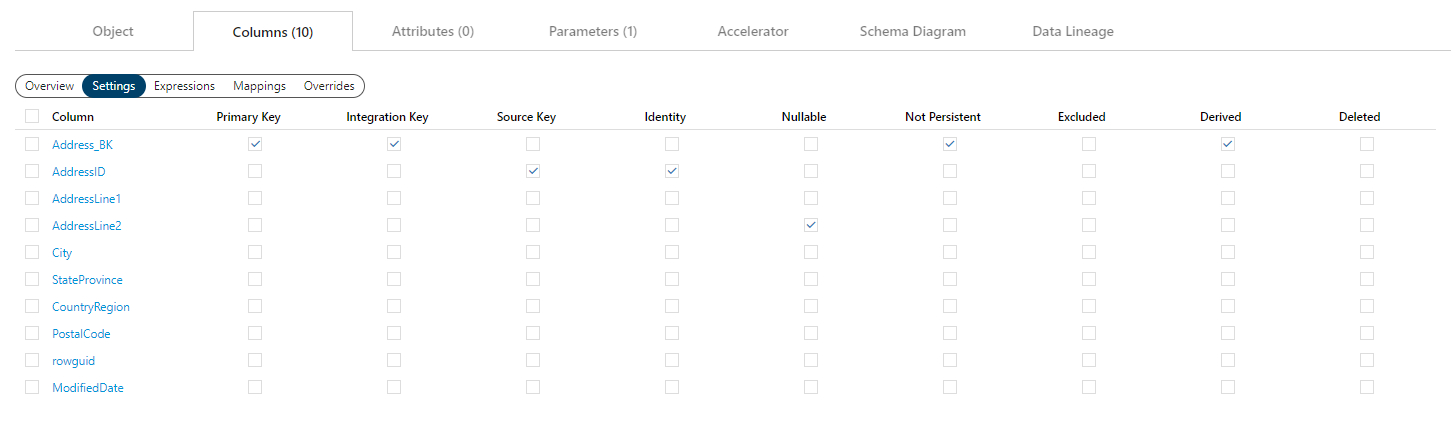 Object Columns (10) Attributes (0) Parameters (1) Accelerator Schema Diagram Data Lineage
Overview Settings Expressions Mappings Overrides
Column Primary Key Integration Key Source Key Identity Nullable Not Persistent Excluded Derived Deleted
Address_BK
AddressID
AddressLine1
AddressLine2
City
StateProvince
CountryRegion
PostalCode
rowguid
ModifiedDate